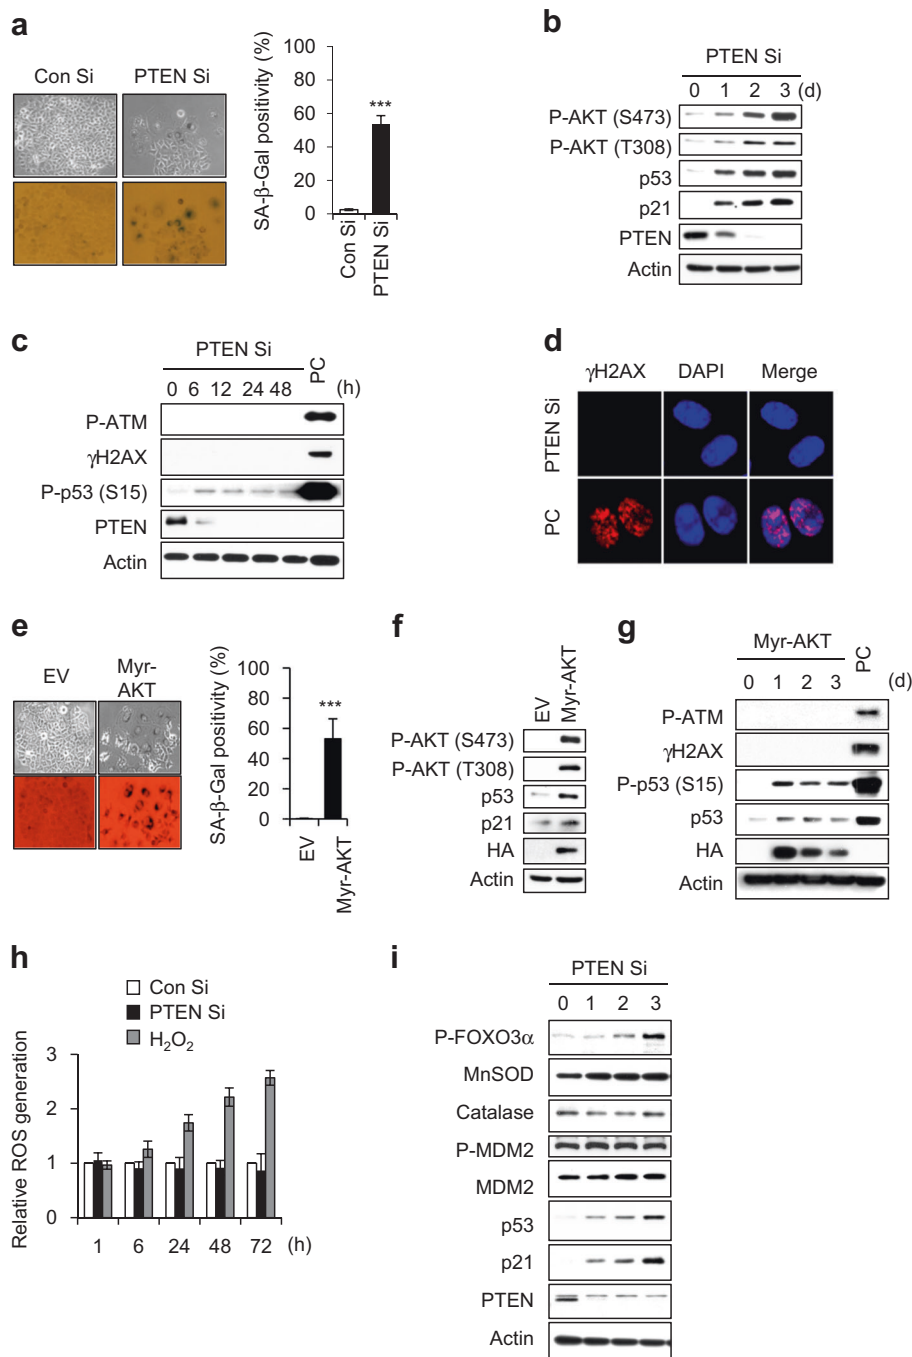 a
Con Si PTEN Si
SA-β-Gal positivity (%)
100
80
60
40
20
0
***
Con Si
PTEN Si
b
PTEN Si
0 1 2 3 (d)
P-AKT (S473)
P-AKT (T308)
p53
p21
PTEN
Actin
c
PTEN Si
0 6 12 24 48 PC (h)
P-ATM
γH2AX
P-p53 (S15)
PTEN
Actin
d
γH2AX DAPI Merge
PTEN Si
PC
e
EV Myr-
AKT
SA-β-Gal positivity (%)
100
80
60
40
20
0
***
EV
Myr-AKT
f
EV
Myr-AKT
P-AKT (S473)
P-AKT (T308)
p53
p21
HA
Actin
g
Myr-AKT
0 1 2 3 PC (d)
P-ATM
γH2AX
P-p53 (S15)
p53
HA
Actin
h
Con Si
PTEN Si
H₂O₂
Relative ROS generation
3
2
1
0
1 6 24 48 72 (h)
i
PTEN Si
0 1 2 3
P-FOXO3α
MnSOD
Catalase
P-MDM2
MDM2
p53
p21
PTEN
Actin